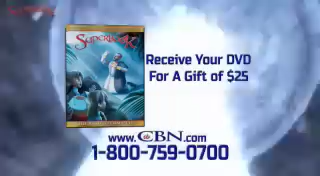 SUPERBOOK
Receive Your DVD
For A Gift of $25
www.CBN.com
1-800-759-0700